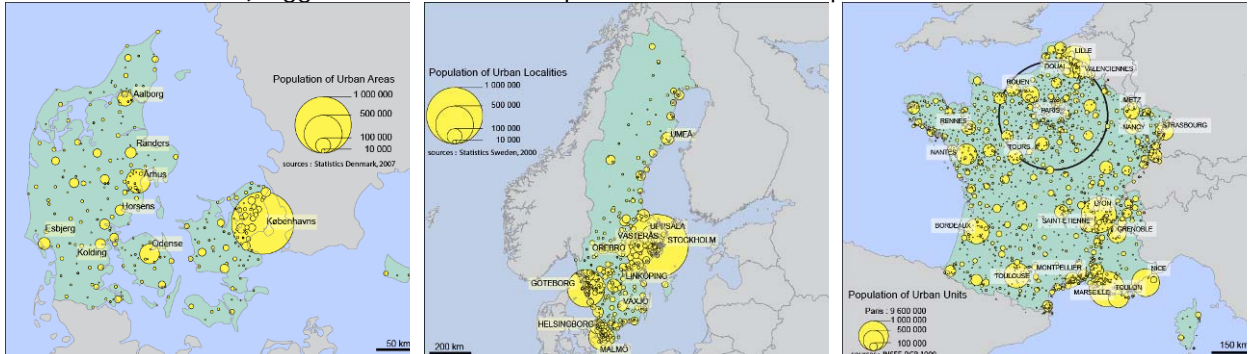 Population of Urban Areas
1 000 000
500 000
100 000
10 000
sources : Statistics Denmark, 2007
Aalborg
Randers
Århus
Horsens
Esbjerg
Kolding
Odense
Københavns
50 km
Population of Urban Localities
1 000 000
500 000
100 000
10 000
sources : Statistics Sweden, 2000
UMEÅ
UPPSALA
VÄSTERÅS
STOCKHOLM
ÖREBRO
LINKÖPING
GÖTEBORG
VÄXJÖ
HELSINGBORG
MALMÖ
200 km
LILLE
DOUAI
VALENCIENNES
ROUEN
PARIS
METZ
RENNES
NANCY
STRASBOURG
NANTES
TOURS
LYON
SAINT-ETIENNE
BORDEAUX
GRENOBLE
TOULOUSE
MONTPELLIER
NICE
MARSEILLE
TOULON
Population of Urban Units
Paris : 9 600 000
1 000 000
500 000
100 000
150 km